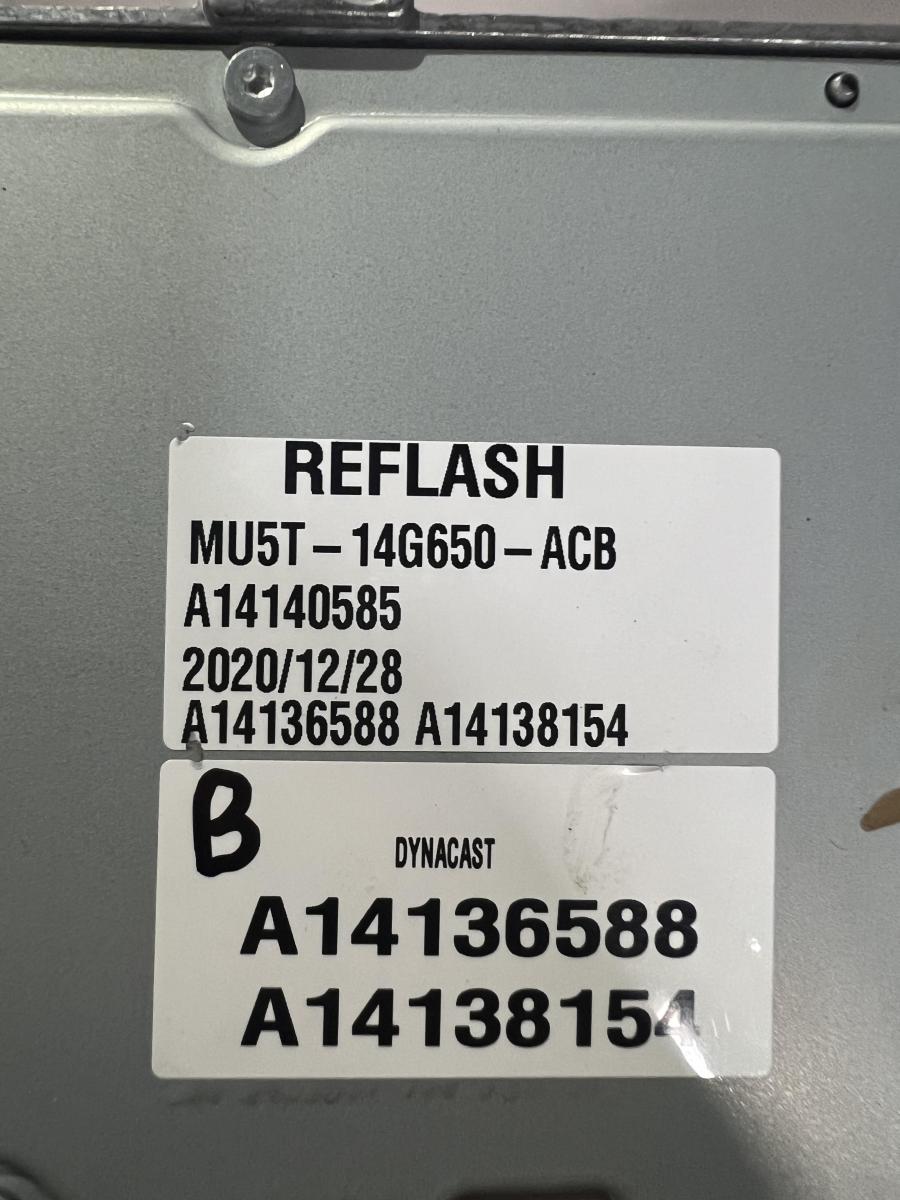 REFLASH
MU5T-14G650-ACB
A14140585
2020/12/28
A14136588 A14138154
B
DYNACAST
A14136588
A14138154